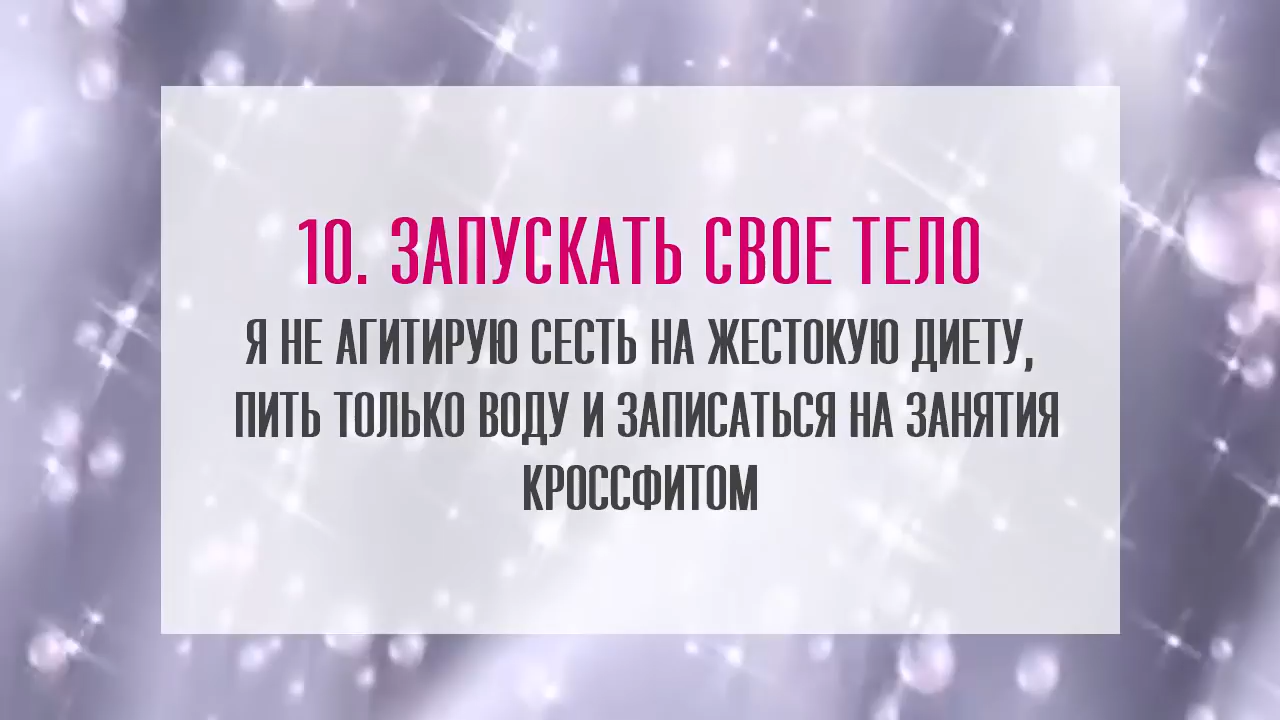 10. ЗАПУСКАТЬ СВОЕ ТЕЛО
Я НЕ АГИТИРУЮ СЕСТЬ НА ЖЕСТОКУЮ ДИЕТУ,
ПИТЬ ТОЛЬКО ВОДУ И ЗАПИСАТЬСЯ НА ЗАНЯТИЯ
КРОССФИТОМ